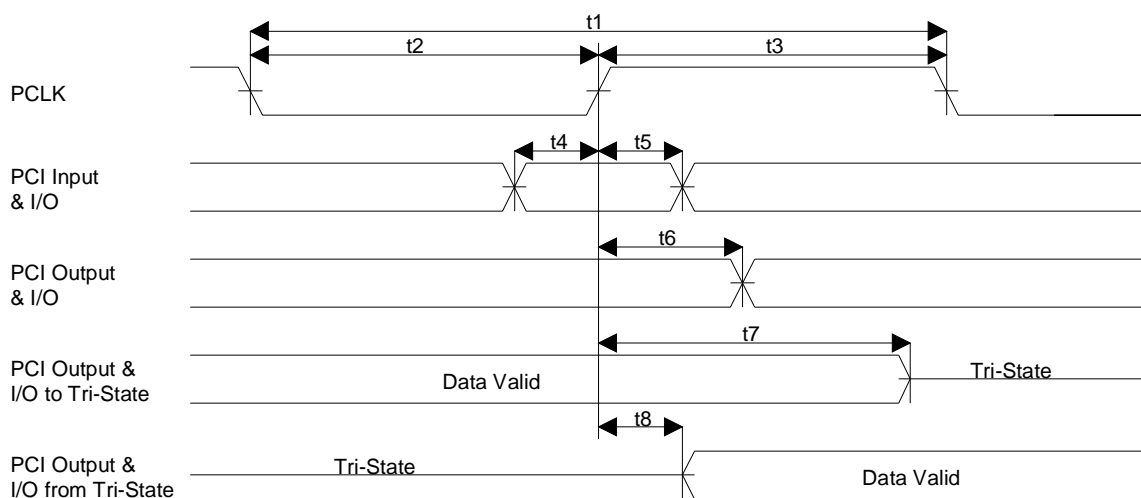 t1
t2
t3
PCLK
t4
t5
PCI Input
& I/O
t6
PCI Output
& I/O
t7
PCI Output &
I/O to Tri-State
Data Valid
Tri-State
t8
PCI Output &
I/O from Tri-State
Tri-State
Data Valid